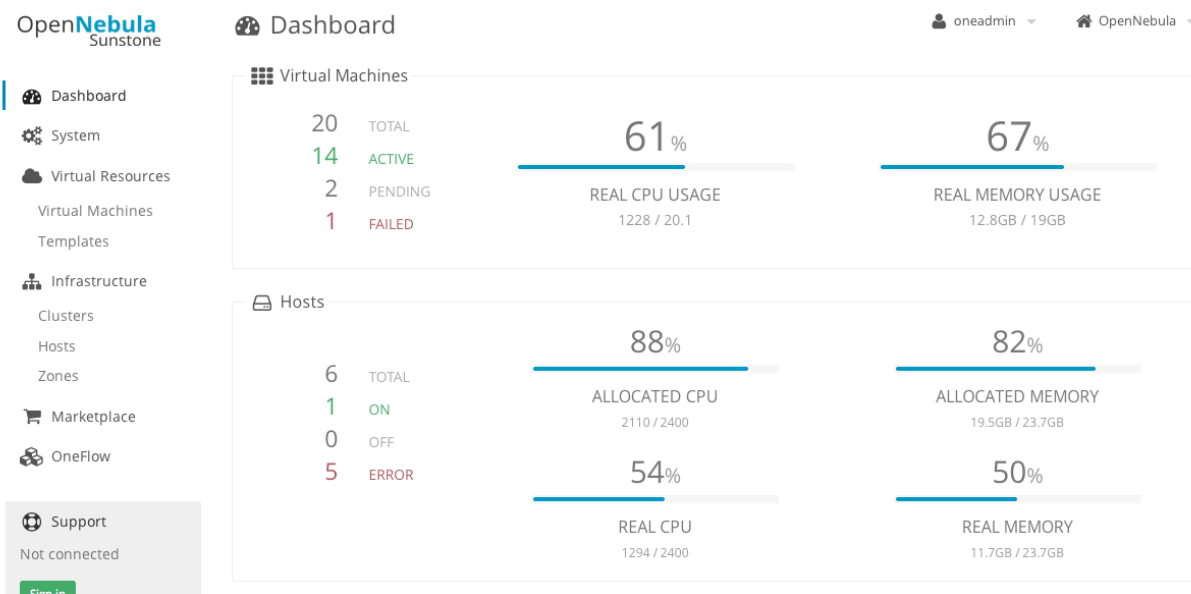 OpenNebula
Sunstone
Dashboard
oneadmin
OpenNebula
Dashboard
System
Virtual Resources
Virtual Machines
Templates
Infrastructure
Clusters
Hosts
Zones
Marketplace
OneFlow
Support
Not connected
Sign in
Virtual Machines
20 TOTAL
14 ACTIVE
2 PENDING
1 FAILED
61%
REAL CPU USAGE
1228 / 20.1
67%
REAL MEMORY USAGE
12.8GB / 19GB
Hosts
6 TOTAL
1 ON
0 OFF
5 ERROR
88%
ALLOCATED CPU
2110 / 2400
82%
ALLOCATED MEMORY
19.5GB / 23.7GB
54%
REAL CPU
1294 / 2400
50%
REAL MEMORY
11.7GB / 23.7GB